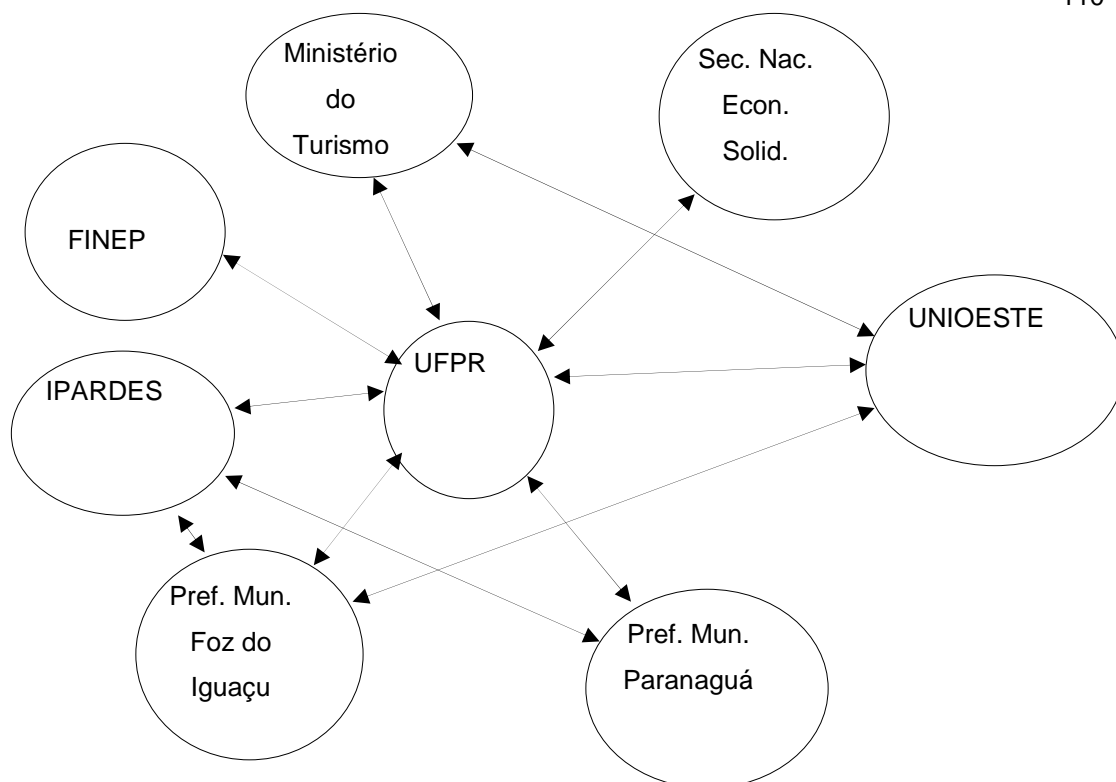 Ministério
do
Turismo
Sec. Nac.
Econ.
Solid.
FINEP
UNIOESTE
UFPR
IPARDES
Pref. Mun.
Foz do
Iguaçu
Pref. Mun.
Paranaguá